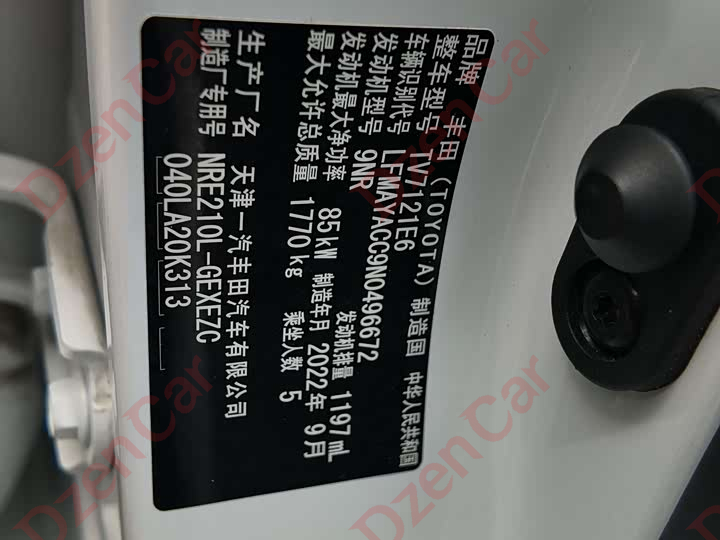 品牌 丰田（TOYOTA） 制造国 中华人民共和国
整车型号 TV7121E6
车辆识别代号 LFMAYACC9N0496672
发动机型号 9NR 发动机排量 1197 mL
发动机最大净功率 85kW 制造年月 2022年 9月
最大允许总质量 1770kg 乘坐人数 5
生产厂名 天津一汽丰田汽车有限公司
制造厂专用号 NRE210L-GEXEZC
040LA20K313
DzenCar
DzenCar
DzenCar
DzenCar
DzenCar